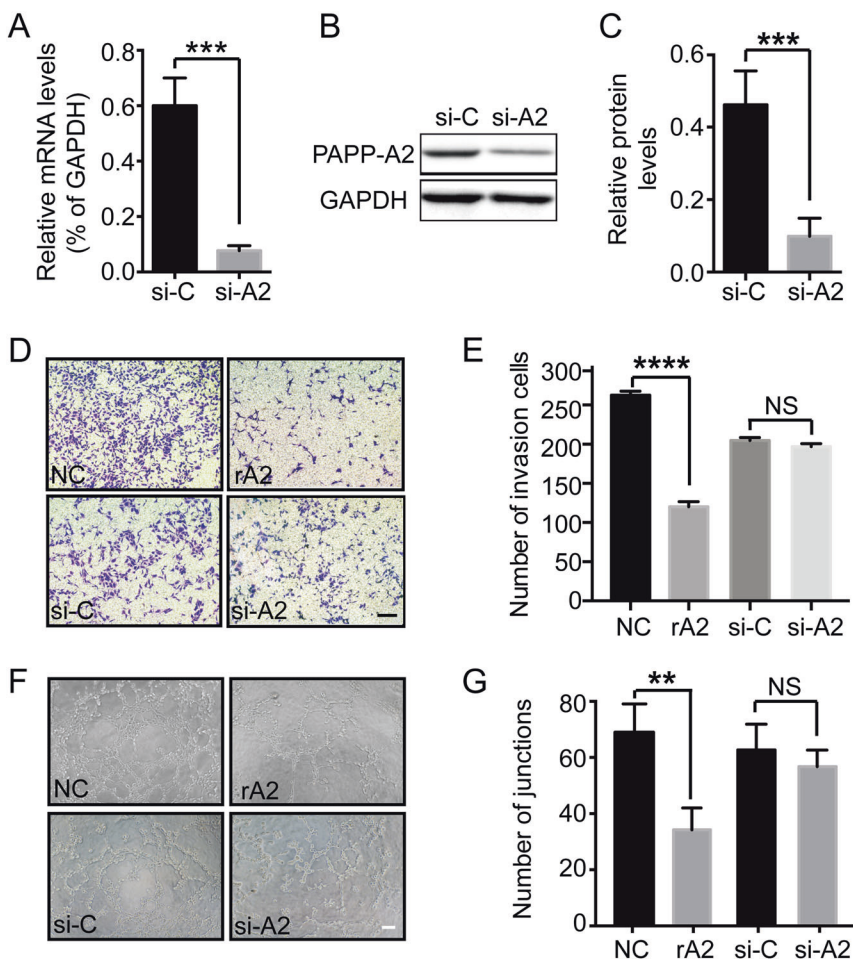 A
Relative mRNA levels
(% of GAPDH)
0.8
0.6
0.4
0.2
0.0
***
si-C
si-A2
B
si-C si-A2
PAPP-A2
GAPDH
C
Relative protein
levels
0.6
0.4
0.2
0.0
***
si-C
si-A2
D
NC
rA2
si-C
si-A2
E
Number of invasion cells
300
250
200
150
100
50
0
****
NS
NC
rA2
si-C
si-A2
F
NC
rA2
si-C
si-A2
G
Number of junctions
80
60
40
20
0
**
NS
NC
rA2
si-C
si-A2